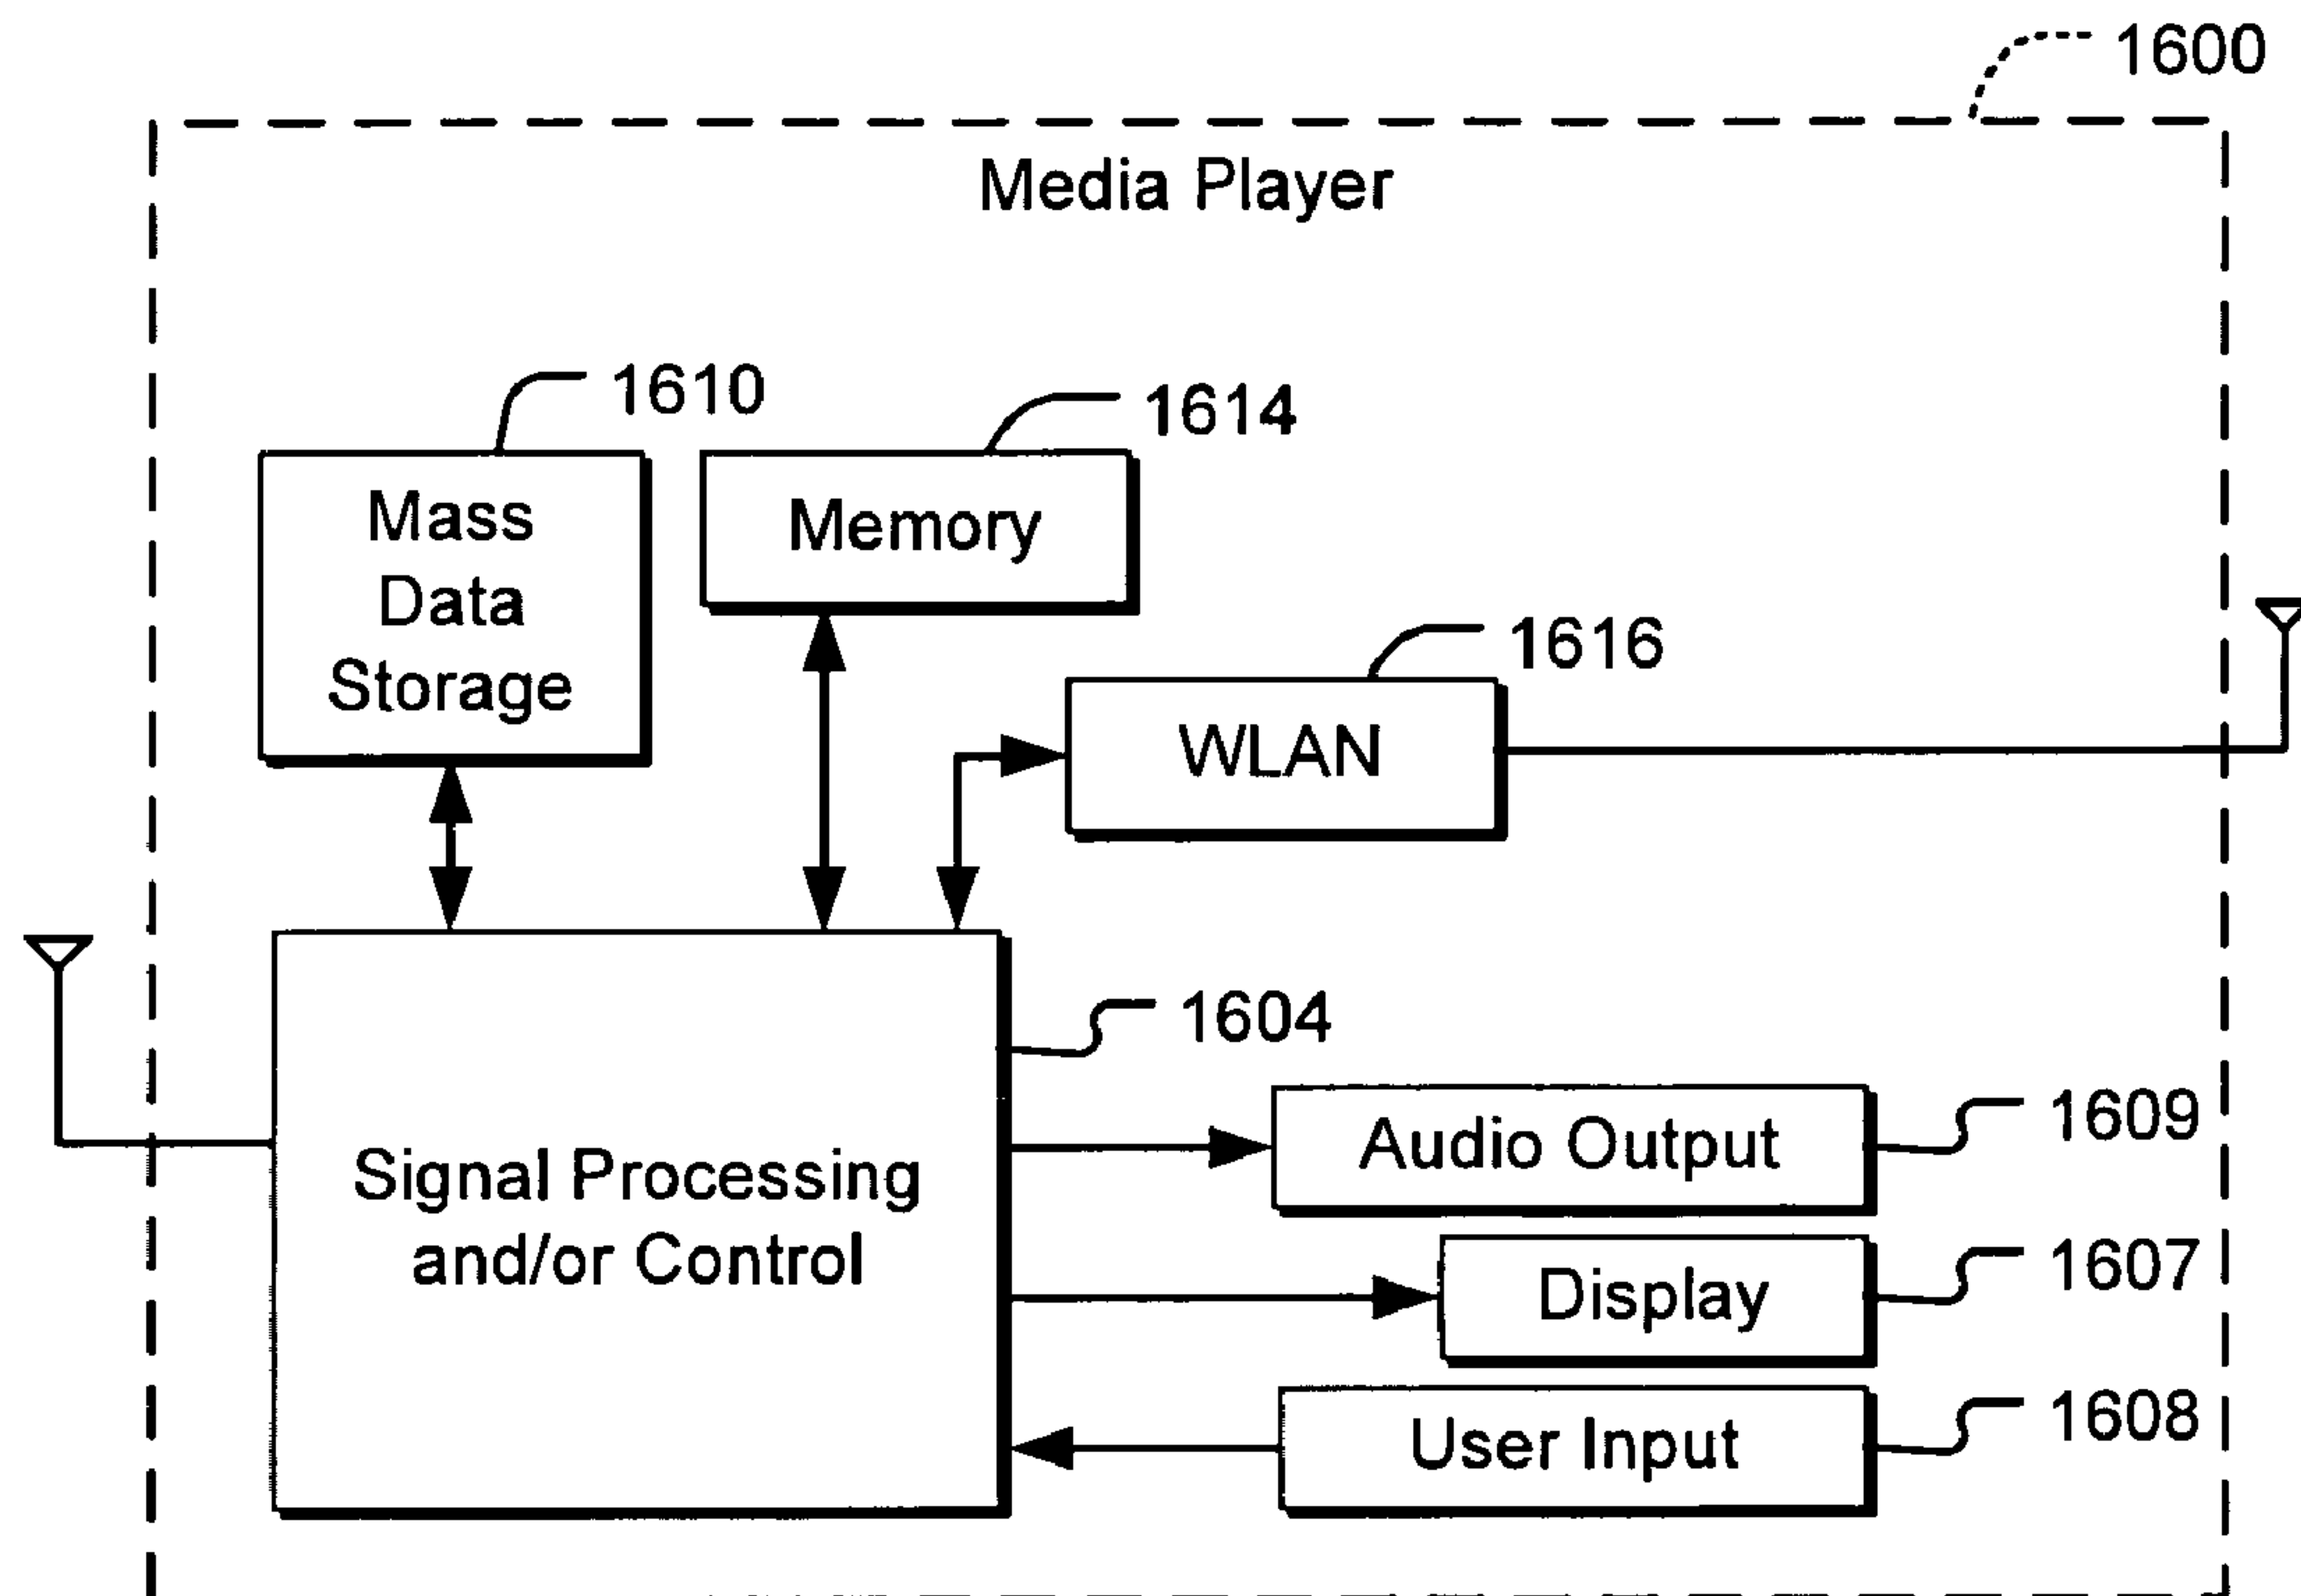 1600
Media Player
1610
1614
Mass
Data
Storage
Memory
1616
WLAN
1604
Signal Processing
and/or Control
Audio Output
1609
Display
1607
User Input
1608